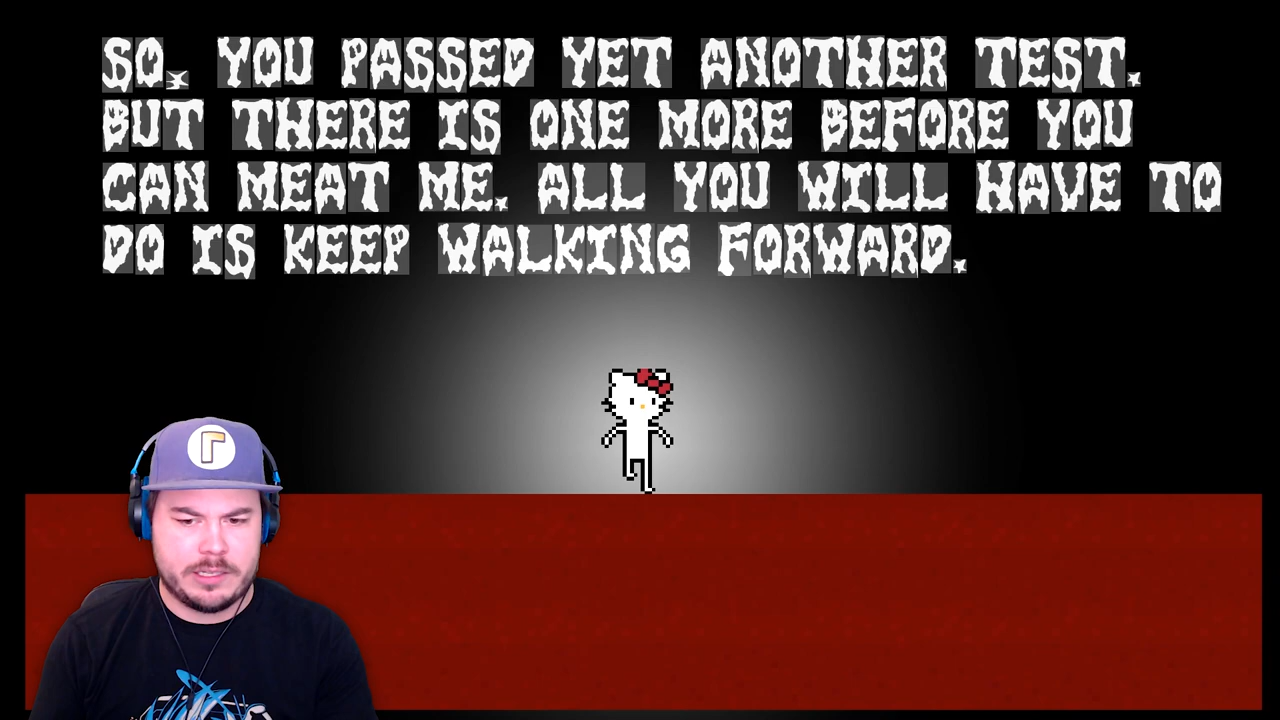 SO. YOU PASSED YET ANOTHER TEST.
BUT THERE IS ONE MORE BEFORE YOU
CAN MEAT ME. ALL YOU WILL HAVE TO
DO IS KEEP WALKING FORWARD.